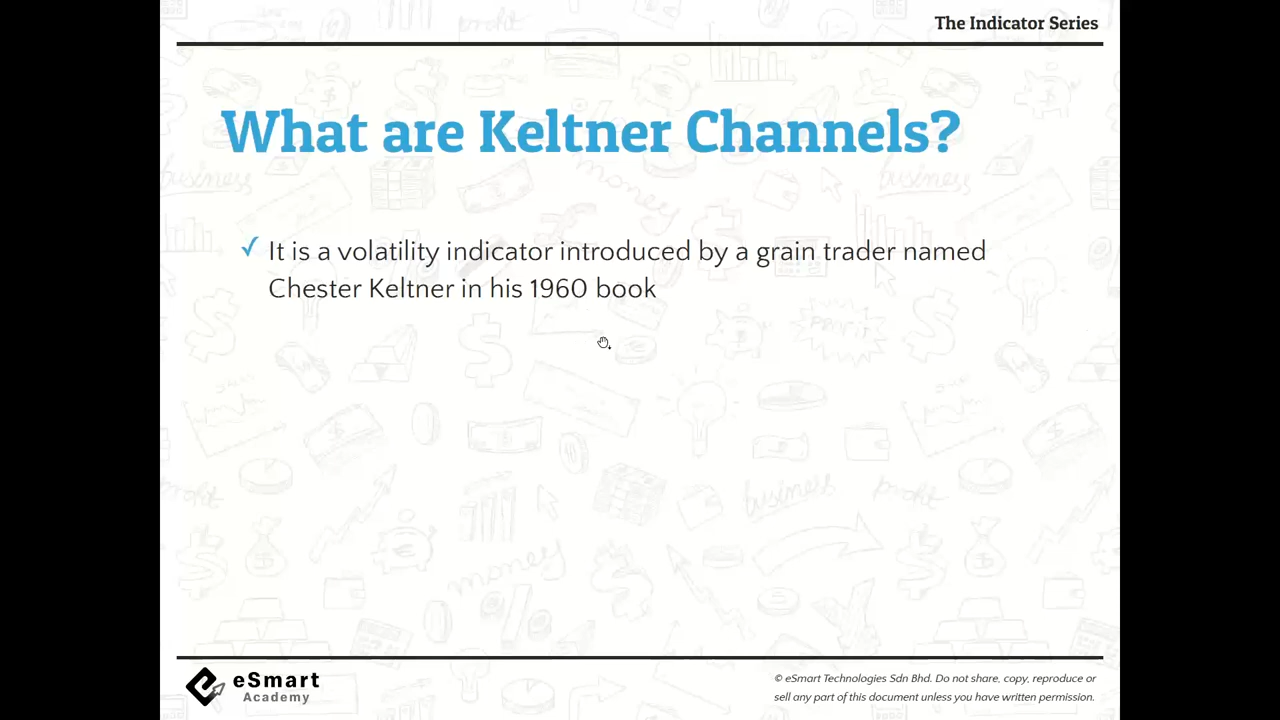 The Indicator Series
What are Keltner Channels?
✓ It is a volatility indicator introduced by a grain trader named
Chester Keltner in his 1960 book
eSmart
Academy
© eSmart Technologies Sdn Bhd. Do not share, copy, reproduce or
sell any part of this document unless you have written permission.